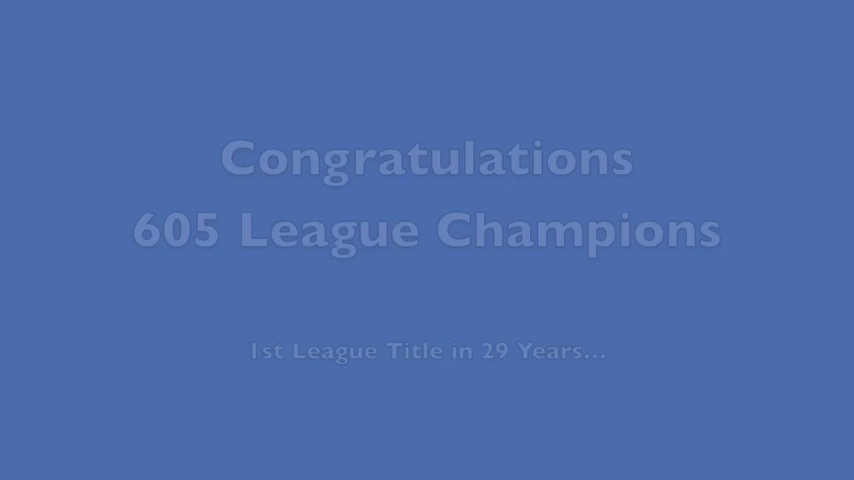 Congratulations
605 League Champions
1st League Title in 29 Years...